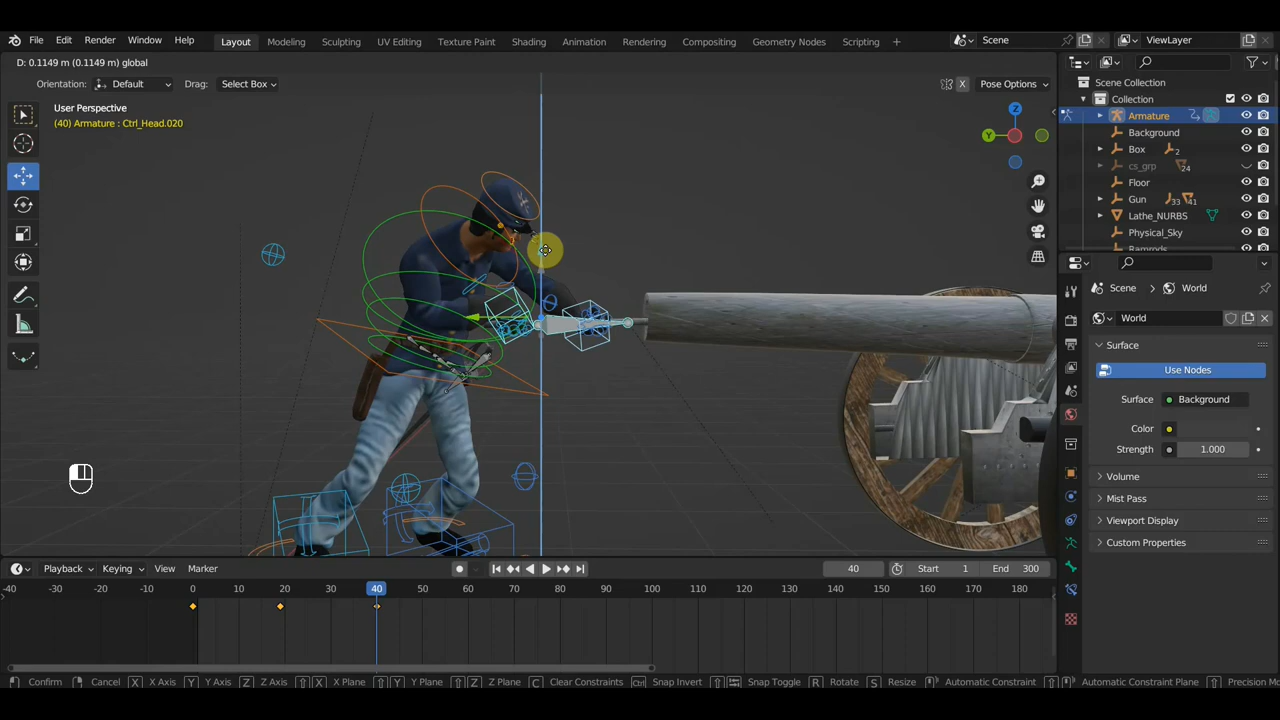 File Edit Render Window Help Layout Modeling Sculpting UV Editing Texture Paint Shading Animation Rendering Compositing Geometry Nodes Scripting + Scene ViewLayer
D: 0.1149 m (0.1149 m) global
Orientation: Default Drag: Select Box X Pose Options
User Perspective
(40) Armature : Ctrl_Head.020
Z
Y
Scene Collection
Collection
Armature
Background
Box 2
cs_grp 24
Floor
Gun 33 41
Lathe_NURBS
Physical_Sky
Ramrods
Scene > World
World
Surface
Use Nodes
Surface Background
Color
Strength 1.000
Volume
Mist Pass
Viewport Display
Custom Properties
Playback Keying View Marker 40 Start 1 End 300
-40 -30 -20 -10 0 10 20 30 40 50 60 70 80 90 100 110 120 130 140 150 160 170 180
Confirm Cancel X X Axis Y Y Axis Z Z Axis X X Plane Y Y Plane Z Z Plane C Clear Constraints Ctrl Snap Invert Snap Toggle R Rotate S Resize Automatic Constraint Automatic Constraint Plane Precision Mo